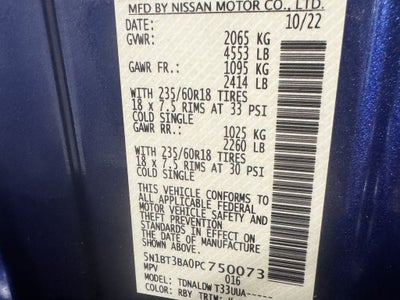 MFD BY NISSAN MOTOR CO., LTD.
DATE: 10/22
GVWR: 2065 KG
4553 LB
GAWR FR.: 1095 KG
2414 LB
WITH 235/60R18 TIRES
18 x 7.5 RIMS AT 33 PSI
COLD SINGLE
GAWR RR.: 1025 KG
2260 LB
WITH 235/60R18 TIRES
18 x 7.5 RIMS AT 30 PSI
COLD SINGLE
THIS VEHICLE CONFORMS TO
ALL APPLICABLE FEDERAL
MOTOR VEHICLE SAFETY AND
THEFT PREVENTION
STANDARDS IN EFFECT ON
THE DATE OF MANUFACTURE
SHOWN ABOVE.
5N1BT3BA0PC750073
MPV 016
MODEL: TDNALDWT33UUA-----
COLOR: RBY TRIM: